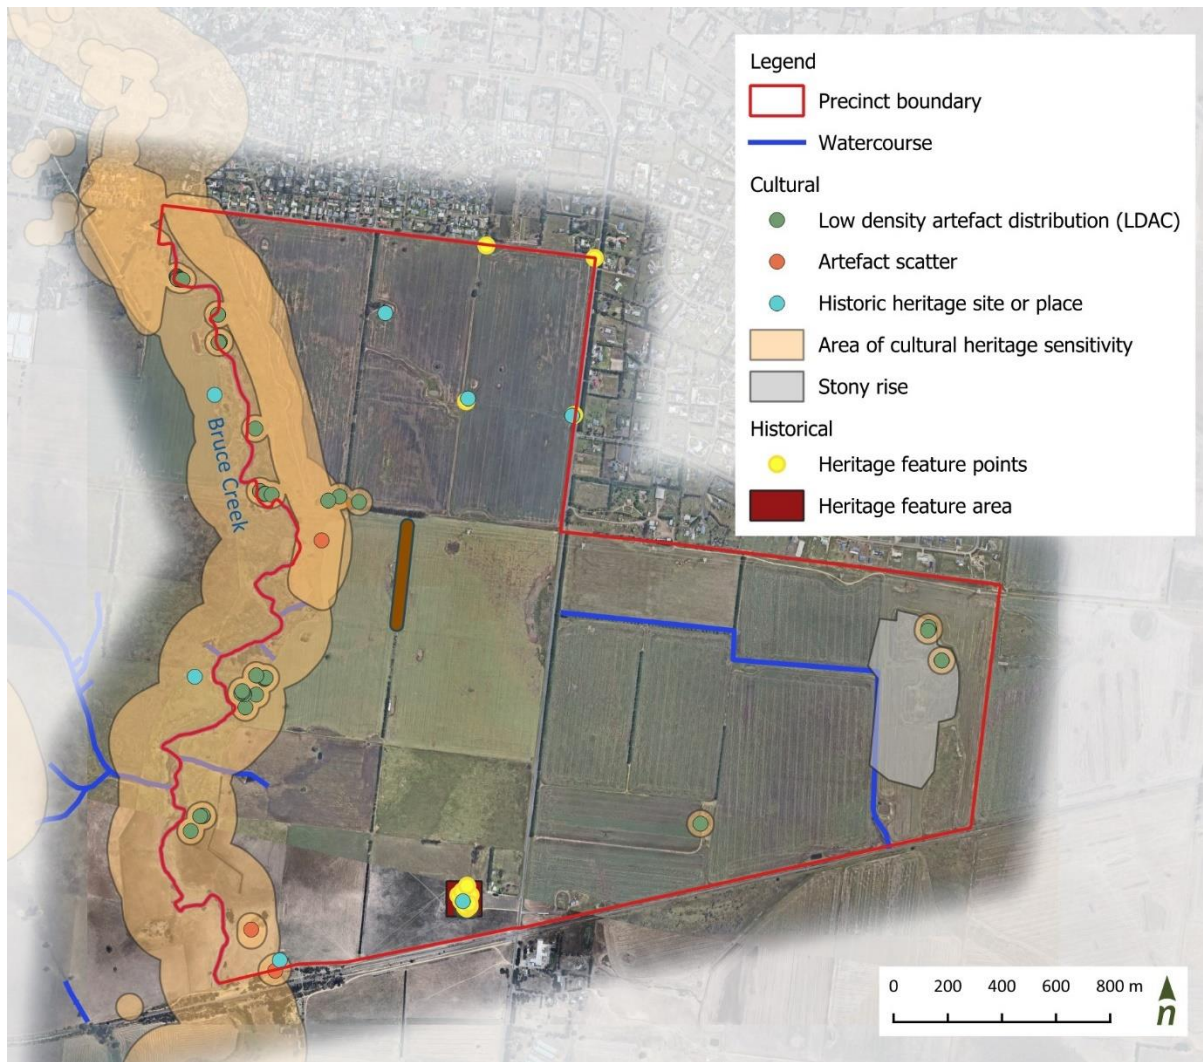 Legend
Precinct boundary
Watercourse
Cultural
Low density artefact distribution (LDAC)
Artefact scatter
Historic heritage site or place
Area of cultural heritage sensitivity
Stony rise
Historical
Heritage feature points
Heritage feature area
Bruce Creek
0 200 400 600 800 m
n